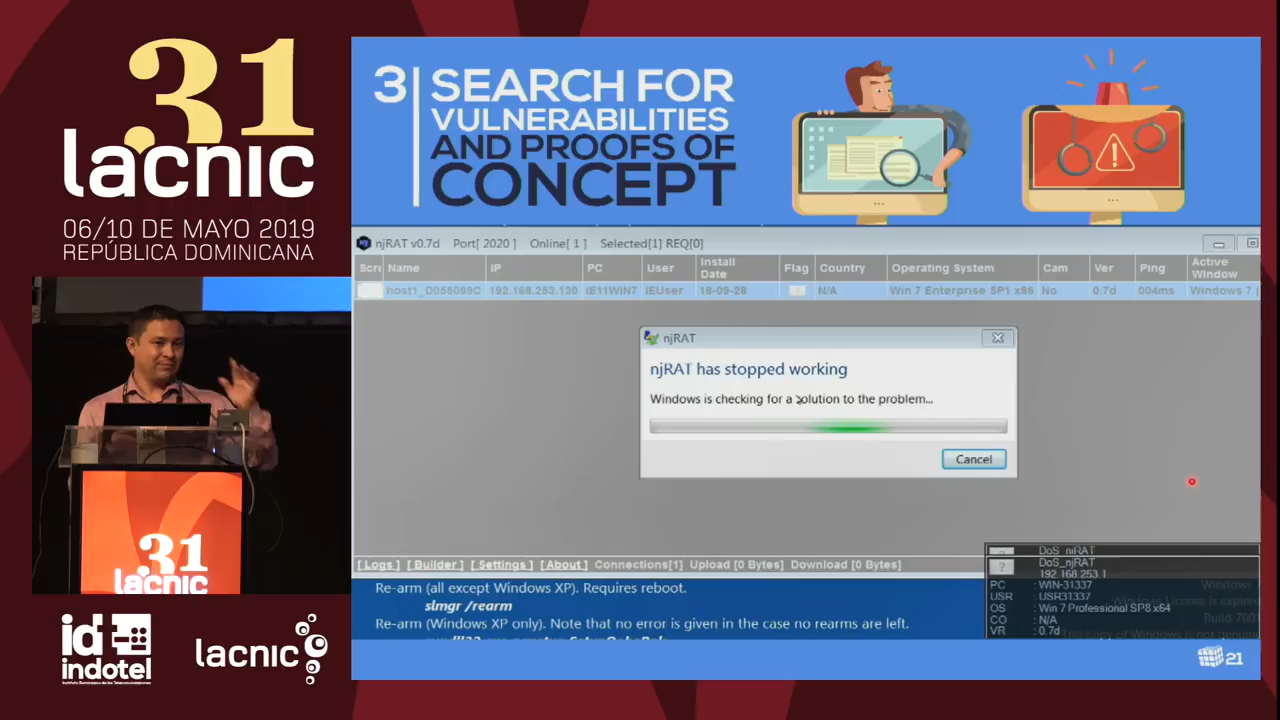 31
lacnic
06/10 DE MAYO 2019
REPÚBLICA DOMINICANA
3
SEARCH FOR
VULNERABILITIES
AND PROOFS OF
CONCEPT
njRAT v0.7d Port[ 2020 ] Online[ 1 ] Selected[1] REQ[0]
Name IP PC User Install Date Flag Country Operating System Cam Ver Ping Active Window
host1_D055089C 192.168.253.130 IE11WIN7 IEUser 18-09-28 N/A Win 7 Enterprise SP1 x86 No 0.7d 004ms Windows 7
njRAT
njRAT has stopped working
Windows is checking for a solution to the problem...
Cancel
[ Logs ] [ Builder ] [ Settings ] [ About ] Connections[1] Upload [0 Bytes] Download [0 Bytes]
Re-arm (all except Windows XP). Requires reboot.
slmgr /rearm
Re-arm (Windows XP only). Note that no error is given in the case no rearms are left.
DoS_njRAT
DoS_njRAT
192.168.253.1
PC : WIN-31337
USR : USR31337
OS : Win 7 Professional SP3 x64
CO : N/A
VR : 0.7d
21
31
lacnic
id
indotel
lacnic